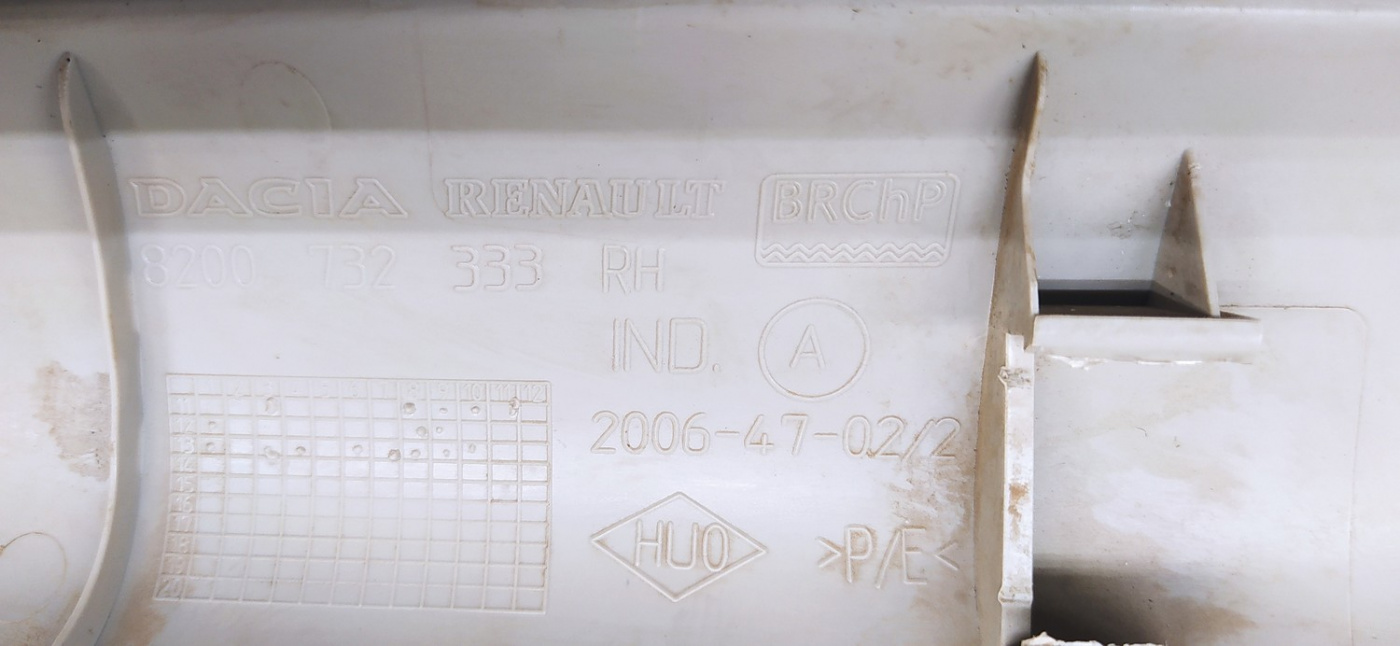 DACIA RENAULT BRChP
8200 732 333 RH
IND. A
2006-47-02/2
HUO >P/E<